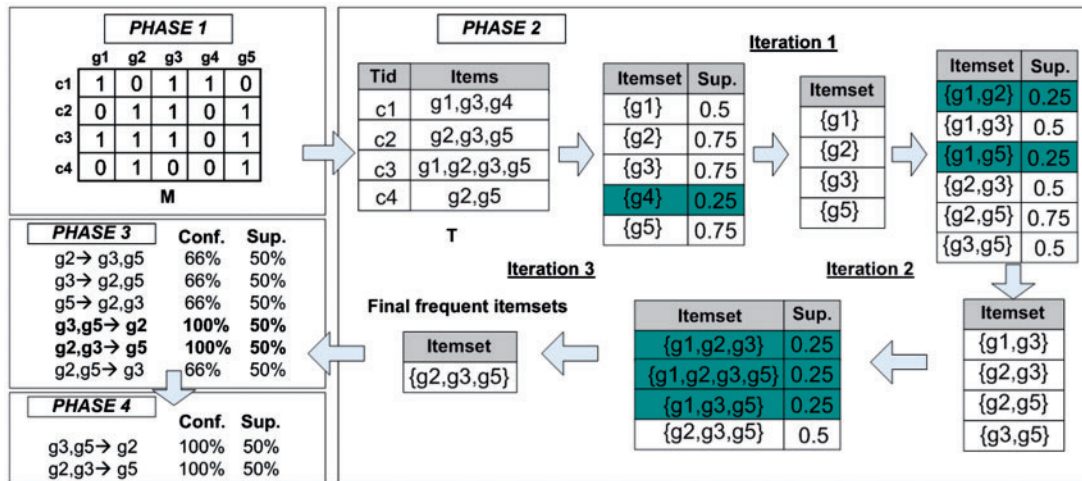 PHASE 1
g1 g2 g3 g4 g5
c1 1 0 1 1 0
c2 0 1 1 0 1
c3 1 1 1 0 1
c4 0 1 0 0 1
M
PHASE 2
Iteration 1
Tid Items
c1 g1,g3,g4
c2 g2,g3,g5
c3 g1,g2,g3,g5
c4 g2,g5
T
Itemset Sup.
{g1} 0.5
{g2} 0.75
{g3} 0.75
{g4} 0.25
{g5} 0.75
Itemset
{g1}
{g2}
{g3}
{g5}
Itemset Sup.
{g1,g2} 0.25
{g1,g3} 0.5
{g1,g5} 0.25
{g2,g3} 0.5
{g2,g5} 0.75
{g3,g5} 0.5
Iteration 2
Itemset
{g1,g3}
{g2,g3}
{g2,g5}
{g3,g5}
Itemset Sup.
{g1,g2,g3} 0.25
{g1,g2,g3,g5} 0.25
{g1,g3,g5} 0.25
{g2,g3,g5} 0.5
Iteration 3
Final frequent itemsets
Itemset
{g2,g3,g5}
PHASE 3 Conf. Sup.
g2→ g3,g5 66% 50%
g3→ g2,g5 66% 50%
g5→ g2,g3 66% 50%
g3,g5→ g2 100% 50%
g2,g3→ g5 100% 50%
g2,g5→ g3 66% 50%
PHASE 4 Conf. Sup.
g3,g5→ g2 100% 50%
g2,g3→ g5 100% 50%